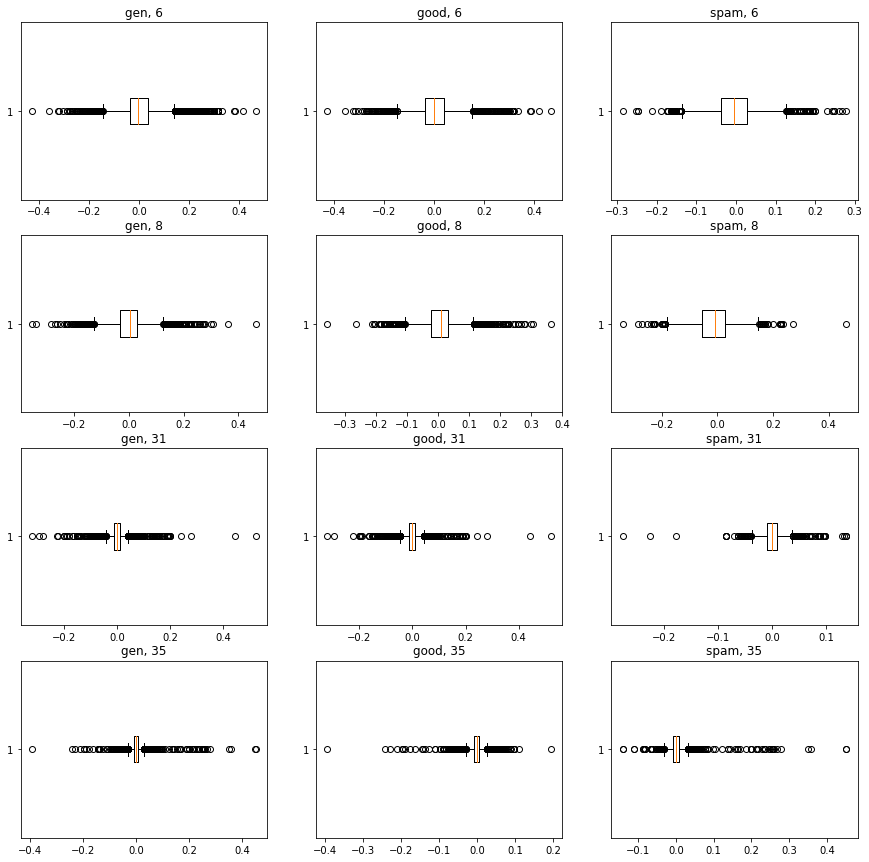 gen, 6 good, 6 spam, 6
1 1 1
−0.4 −0.2 0.0 0.2 0.4 −0.4 −0.2 0.0 0.2 0.4 −0.3 −0.2 −0.1 0.0 0.1 0.2 0.3
gen, 8 good, 8 spam, 8
1 1 1
−0.2 0.0 0.2 0.4 −0.3 −0.2 −0.1 0.0 0.1 0.2 0.3 0.4 −0.2 0.0 0.2 0.4
gen, 31 good, 31 spam, 31
1 1 1
−0.2 0.0 0.2 0.4 −0.2 0.0 0.2 0.4 −0.2 −0.1 0.0 0.1
gen, 35 good, 35 spam, 35
1 1 1
−0.4 −0.2 0.0 0.2 0.4 −0.4 −0.3 −0.2 −0.1 0.0 0.1 0.2 −0.1 0.0 0.1 0.2 0.3 0.4